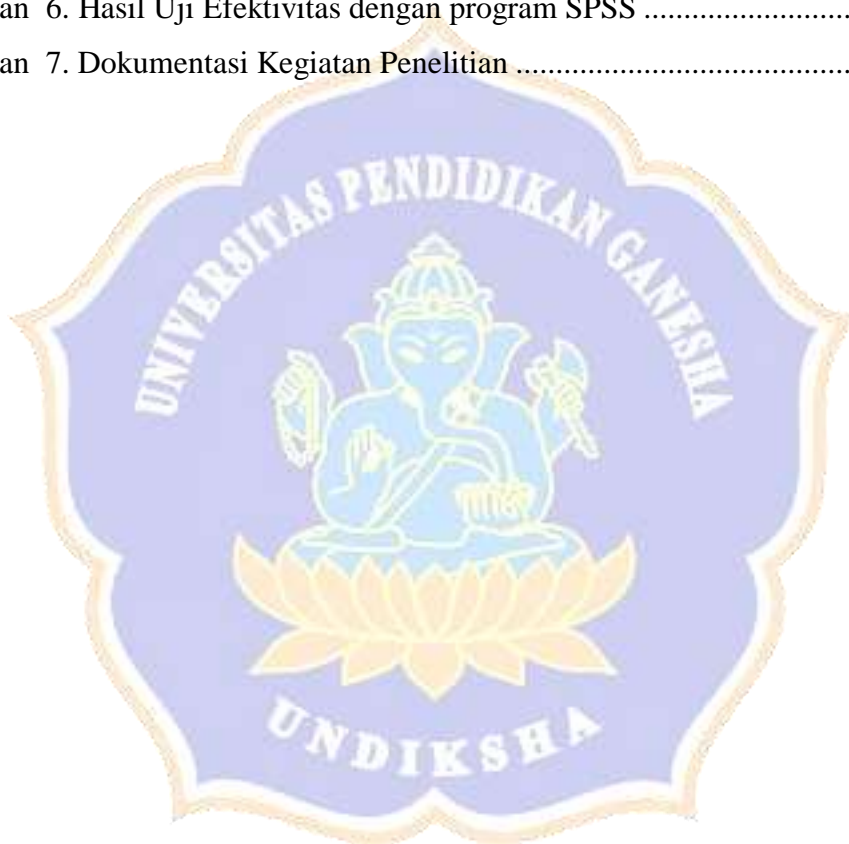 an 6. Hasil Uji Efektivitas dengan program SPSS ..............................
an 7. Dokumentasi Kegiatan Penelitian ................................................
UNIVERSITAS PENDIDIKAN GANESHA
UNDIKSHA